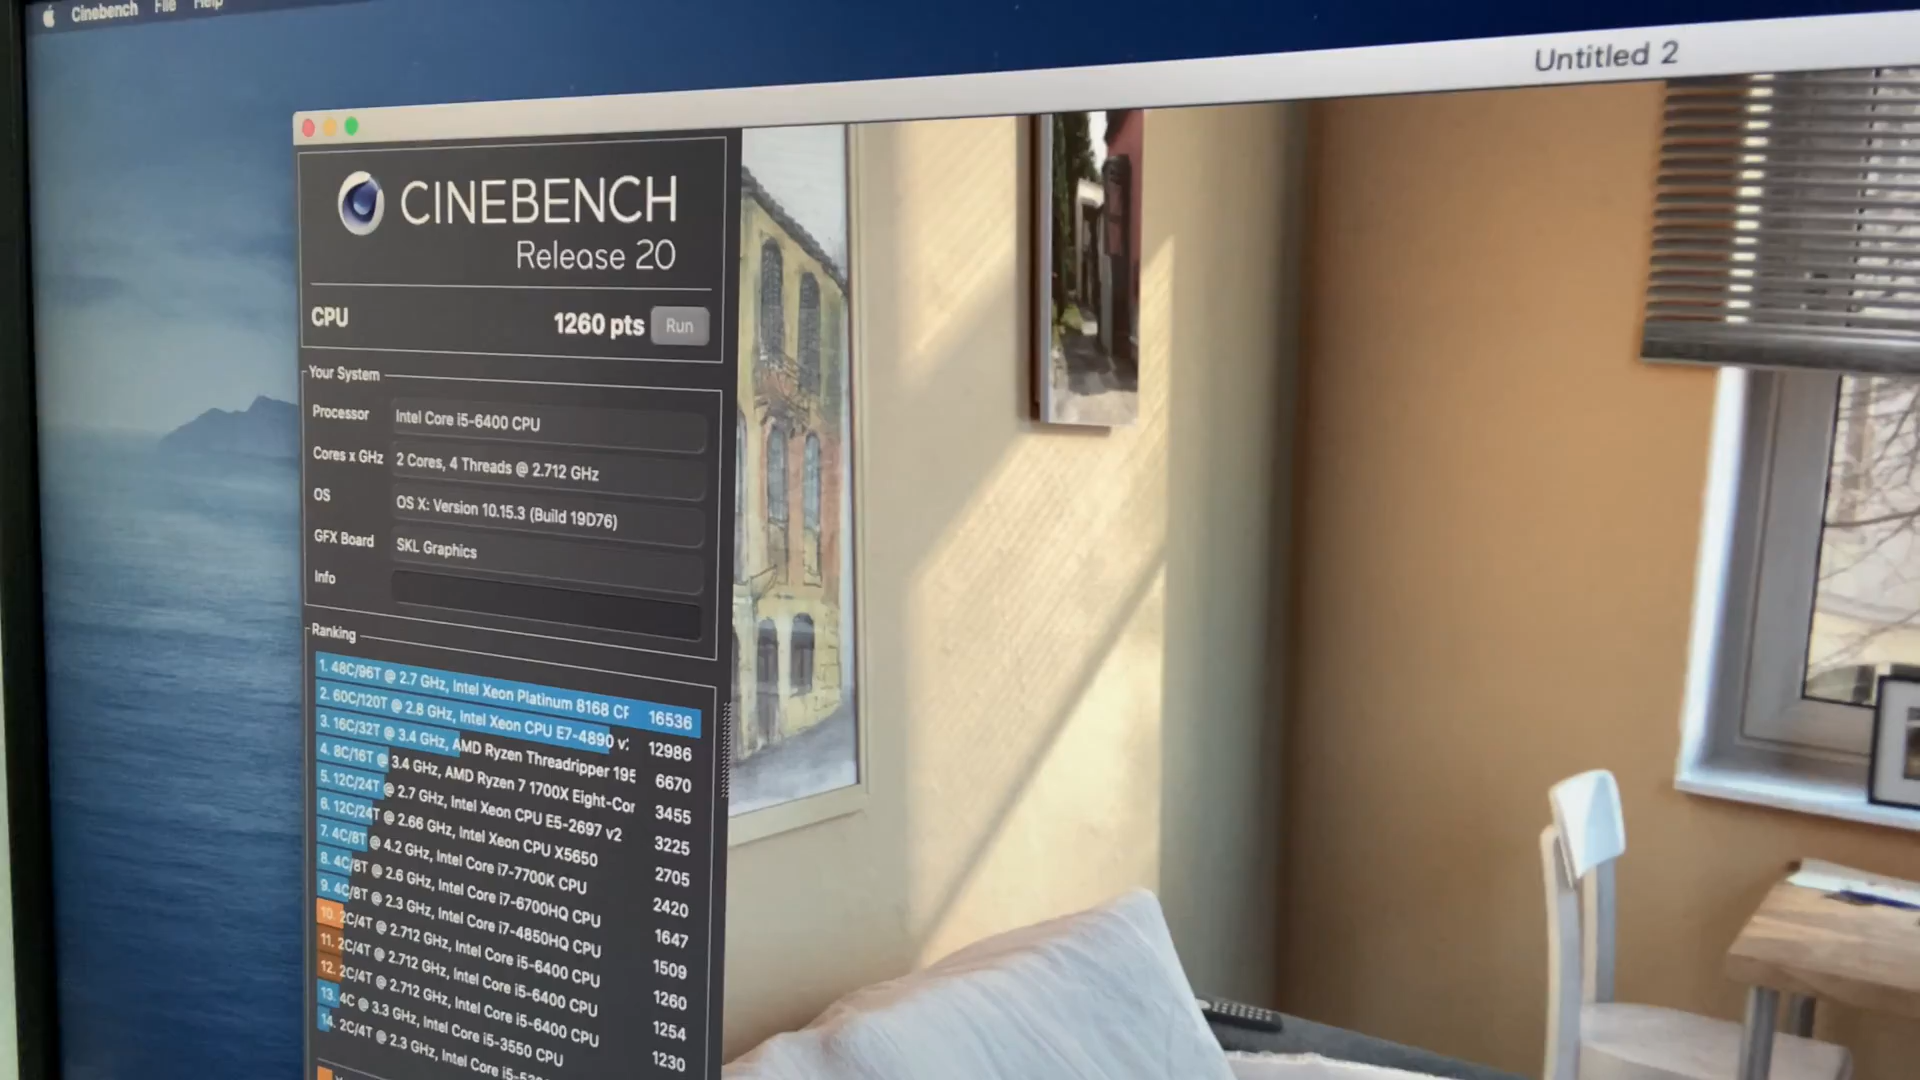 Cinebench File Help
Untitled 2
CINEBENCH
Release 20
CPU 1260 pts Run
Your System
Processor Intel Core i5-6400 CPU
Cores x GHz 2 Cores, 4 Threads @ 2.712 GHz
OS OS X: Version 10.15.3 (Build 19D76)
GFX Board SKL Graphics
Info
Ranking
1. 48C/96T @ 2.7 GHz, Intel Xeon Platinum 8168 CF 16536
2. 60C/120T @ 2.8 GHz, Intel Xeon CPU E7-4890 v: 12986
3. 16C/32T @ 3.4 GHz, AMD Ryzen Threadripper 195 6670
4. 8C/16T @ 3.4 GHz, AMD Ryzen 7 1700X Eight-Cor 3455
5. 12C/24T @ 2.7 GHz, Intel Xeon CPU E5-2697 v2 3225
6. 12C/24T @ 2.66 GHz, Intel Xeon CPU X5650 2705
7. 4C/8T @ 4.2 GHz, Intel Core i7-7700K CPU 2420
8. 4C/8T @ 2.6 GHz, Intel Core i7-6700HQ CPU 1647
9. 4C/8T @ 2.3 GHz, Intel Core i7-4850HQ CPU 1509
10. 2C/4T @ 2.712 GHz, Intel Core i5-6400 CPU 1260
11. 2C/4T @ 2.712 GHz, Intel Core i5-6400 CPU 1254
12. 2C/4T @ 2.712 GHz, Intel Core i5-6400 CPU 1230
13. 4C @ 3.3 GHz, Intel Core i5-3550 CPU
14. 2C/4T @ 2.3 GHz, Intel Core